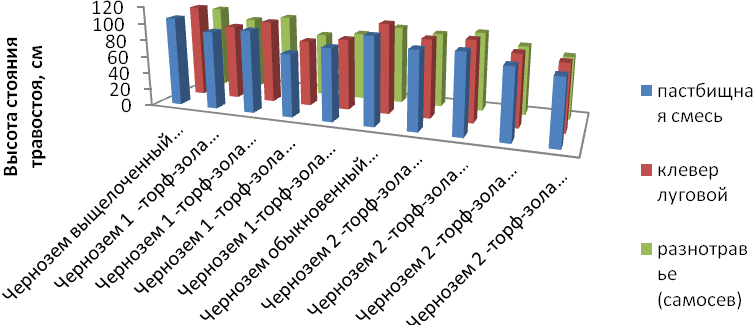 Высота стояния
травостоя, см
120
100
80
60
40
20
0
Чернозем выщелоченный...
Чернозем 1 -торф-зола...
Чернозем 1 -торф-зола...
Чернозем 1 -торф-зола...
Чернозем 1-торф-зола...
Чернозем обыкновенный...
Чернозем 2 -торф-зола...
Чернозем 2 -торф-зола...
Чернозем 2 -торф-зола...
Чернозем 2 -торф-зола...
пастбищна
я смесь
клевер
луговой
разнотрав
ье
(самосев)